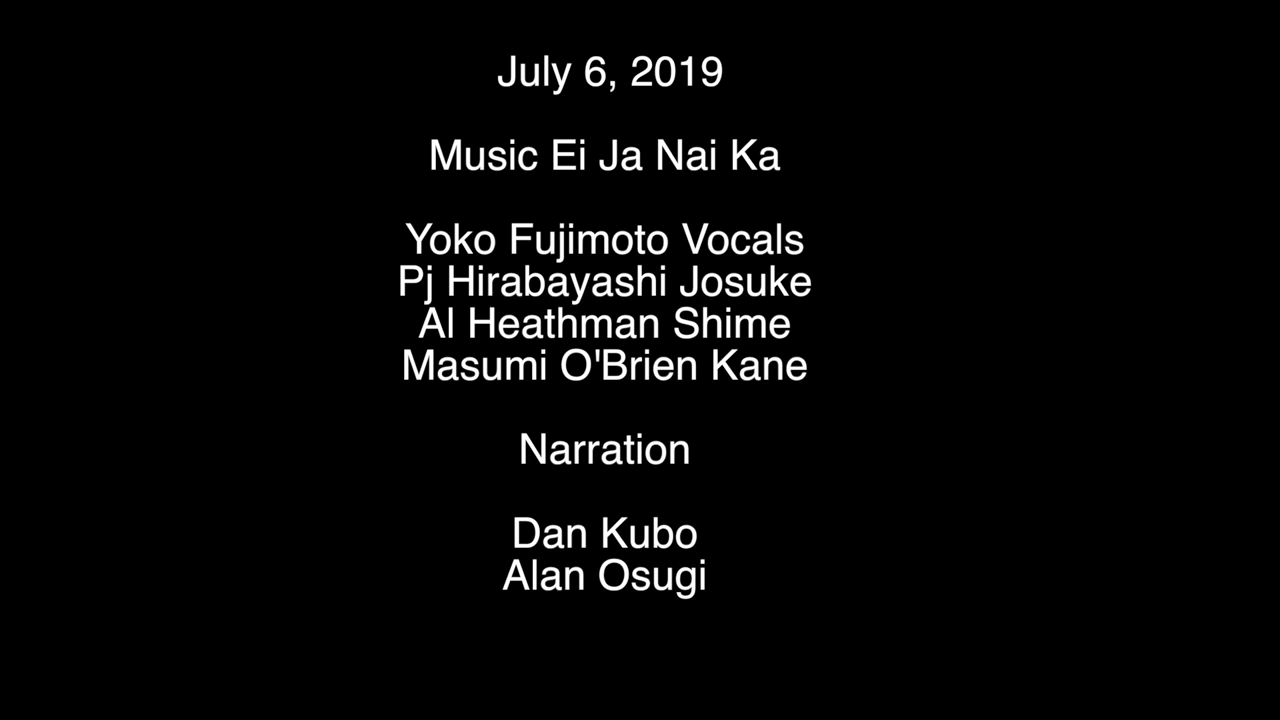 July 6, 2019
Music Ei Ja Nai Ka
Yoko Fujimoto Vocals
Pj Hirabayashi Josuke
Al Heathman Shime
Masumi O'Brien Kane
Narration
Dan Kubo
Alan Osugi